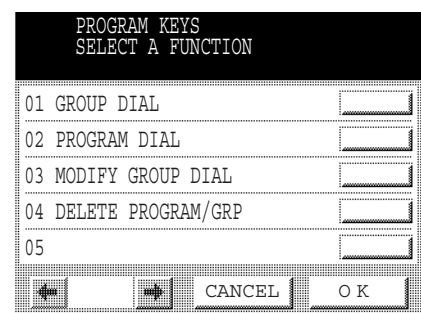 PROGRAM KEYS
SELECT A FUNCTION
01 GROUP DIAL
02 PROGRAM DIAL
03 MODIFY GROUP DIAL
04 DELETE PROGRAM/GRP
05
CANCEL OK